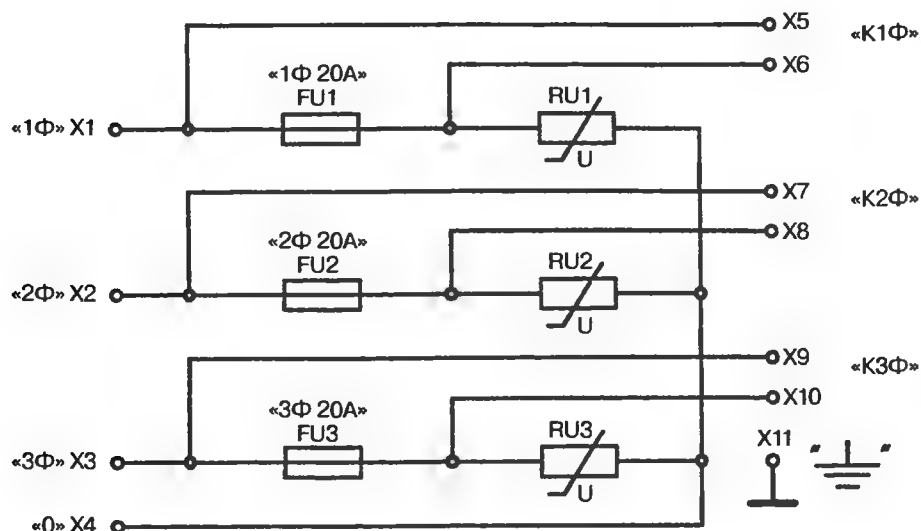 X5 «К1Ф»
X6
«1Ф 20А»
FU1
RU1
«1Ф» X1
U
X7 «К2Ф»
X8
«2Ф 20А»
FU2
RU2
«2Ф» X2
U
X9 «К3Ф»
X10
«3Ф 20А»
FU3
RU3
X11
«3Ф» X3
U
«0» X4